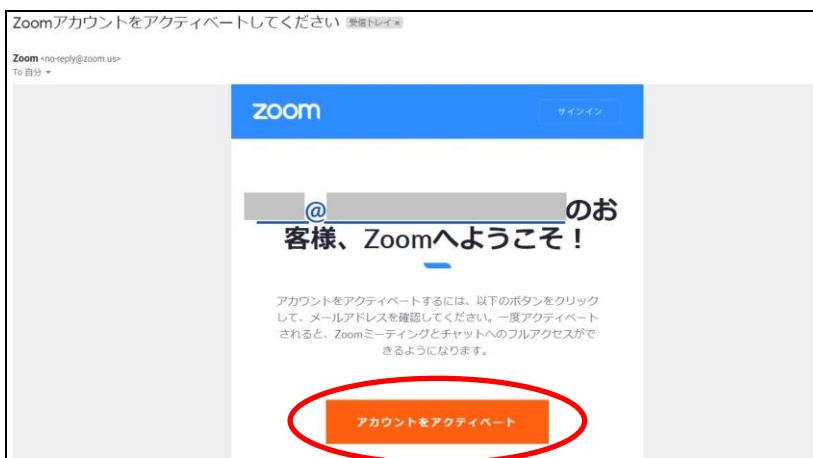 Zoomアカウントをアクティベートしてください 受信トレイ×
Zoom <no-reply@zoom.us>
To 自分
zoom
サインイン
@ のお
客様、Zoomへようこそ！
アカウントをアクティベートするには、以下のボタンをクリック
して、メールアドレスを確認してください。一度アクティベート
されると、Zoomミーティングとチャットへのフルアクセスがで
きるようになります。
アカウントをアクティベート